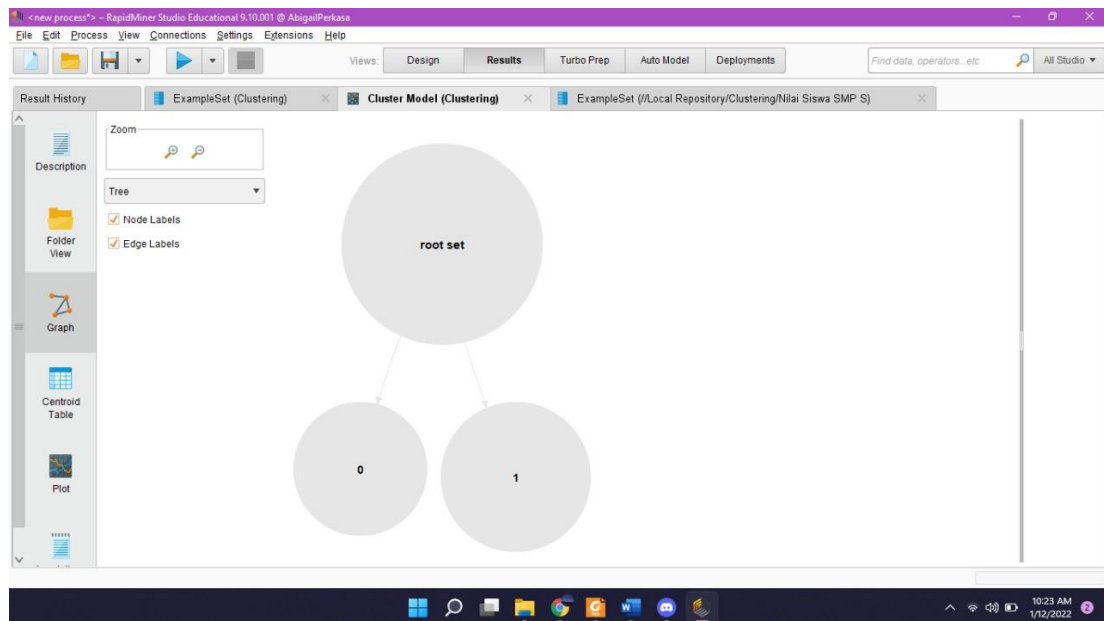 <new process*> – RapidMiner Studio Educational 9.10.001 @ AbigailPerkasa
File Edit Process View Connections Settings Extensions Help
Views: Design Results Turbo Prep Auto Model Deployments Find data, operators...etc All Studio
Result History ExampleSet (Clustering) Cluster Model (Clustering) ExampleSet (//Local Repository/Clustering/Nilai Siswa SMP S)
Zoom
Description
Tree
Node Labels
Edge Labels
Folder
View
Graph
Centroid
Table
Plot
root set
0
1
10:23 AM
1/12/2022
2